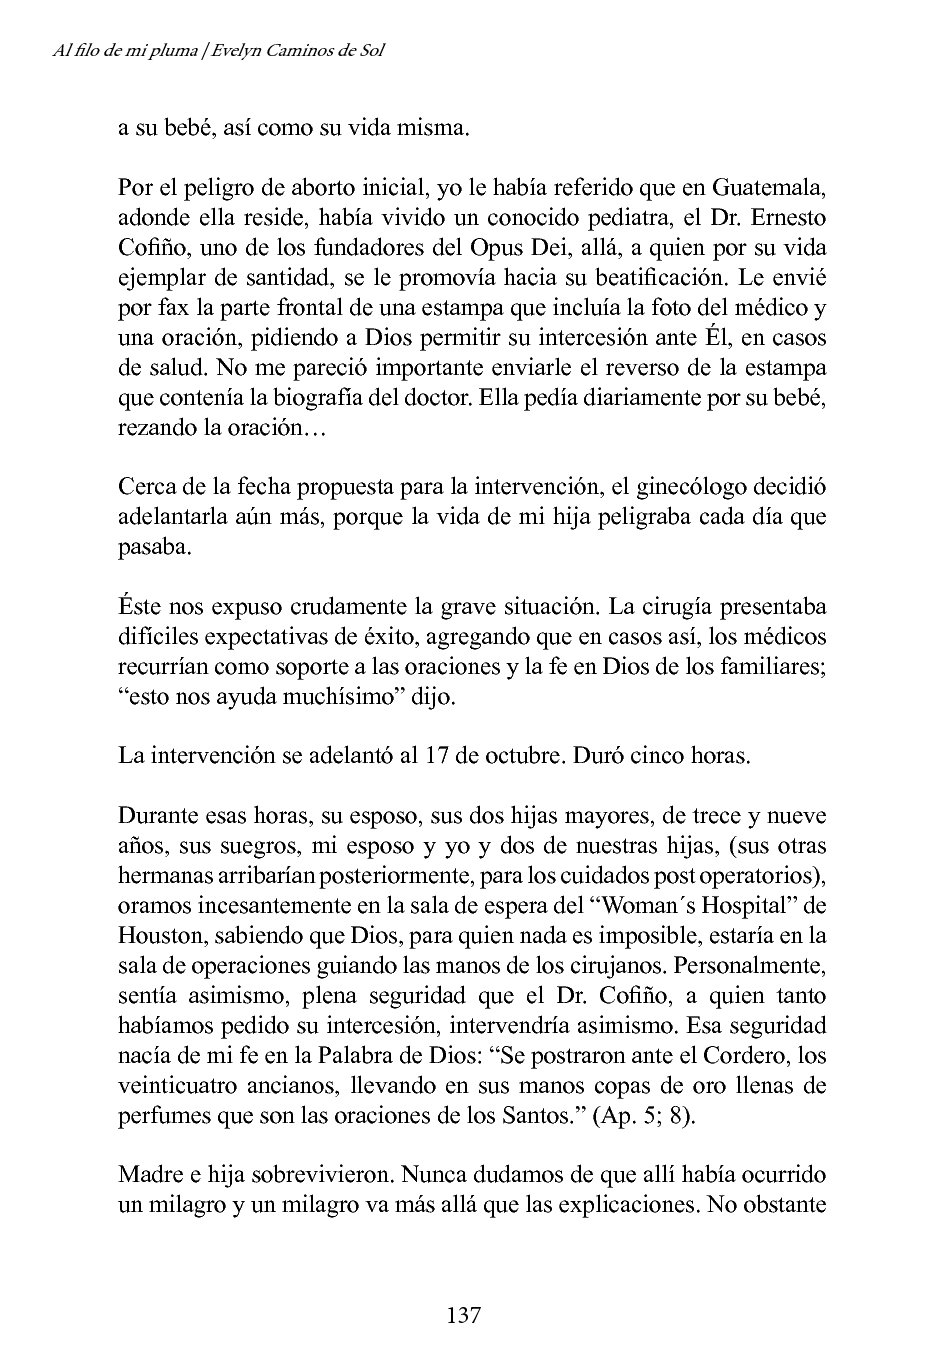 Al filo de mi pluma | Evelyn Caminos de Sol
a su bebé, así como su vida misma.
Por el peligro de aborto inicial, yo le había referido que en Guatemala,
adonde ella reside, había vivido un conocido pediatra, el Dr. Ernesto
Cofiño, uno de los fundadores del Opus Dei, allá, a quien por su vida
ejemplar de santidad, se le promovía hacia su beatificación. Le envié
por fax la parte frontal de una estampa que incluía la foto del médico y
una oración, pidiendo a Dios permitir su intercesión ante Él, en casos
de salud. No me pareció importante enviarle el reverso de la estampa
que contenía la biografía del doctor. Ella pedía diariamente por su bebé,
rezando la oración…
Cerca de la fecha propuesta para la intervención, el ginecólogo decidió
adelantarla aún más, porque la vida de mi hija peligraba cada día que
pasaba.
Éste nos expuso crudamente la grave situación. La cirugía presentaba
difíciles expectativas de éxito, agregando que en casos así, los médicos
recurrían como soporte a las oraciones y la fe en Dios de los familiares;
“esto nos ayuda muchísimo” dijo.
La intervención se adelantó al 17 de octubre. Duró cinco horas.
Durante esas horas, su esposo, sus dos hijas mayores, de trece y nueve
años, sus suegros, mi esposo y yo y dos de nuestras hijas, (sus otras
hermanas arribarían posteriormente, para los cuidados post operatorios),
oramos incesantemente en la sala de espera del “Woman´s Hospital” de
Houston, sabiendo que Dios, para quien nada es imposible, estaría en la
sala de operaciones guiando las manos de los cirujanos. Personalmente,
sentía asimismo, plena seguridad que el Dr. Cofiño, a quien tanto
habíamos pedido su intercesión, intervendría asimismo. Esa seguridad
nacía de mi fe en la Palabra de Dios: “Se postraron ante el Cordero, los
veinticuatro ancianos, llevando en sus manos copas de oro llenas de
perfumes que son las oraciones de los Santos.” (Ap. 5; 8).
Madre e hija sobrevivieron. Nunca dudamos de que allí había ocurrido
un milagro y un milagro va más allá que las explicaciones. No obstante
137